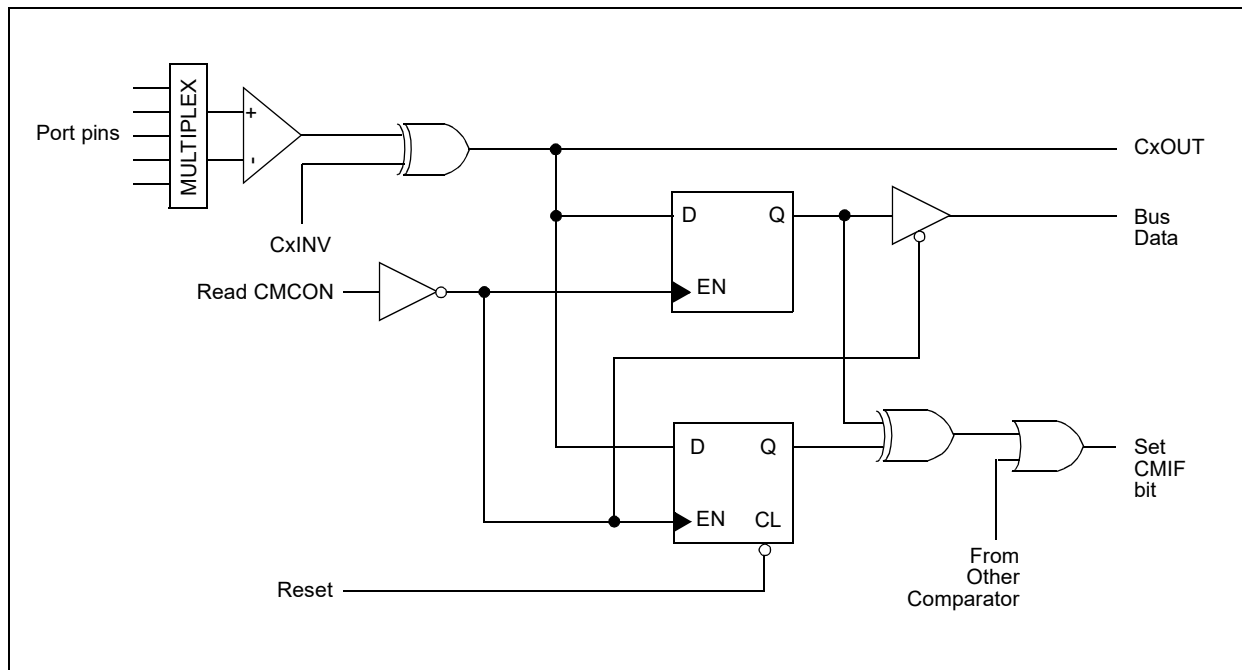 MULTIPLEX
Port pins
+
-
CxINV
CxOUT
D
Q
EN
Bus
Data
Read CMCON
D
Q
EN
CL
Set
CMIF
bit
From
Other
Comparator
Reset